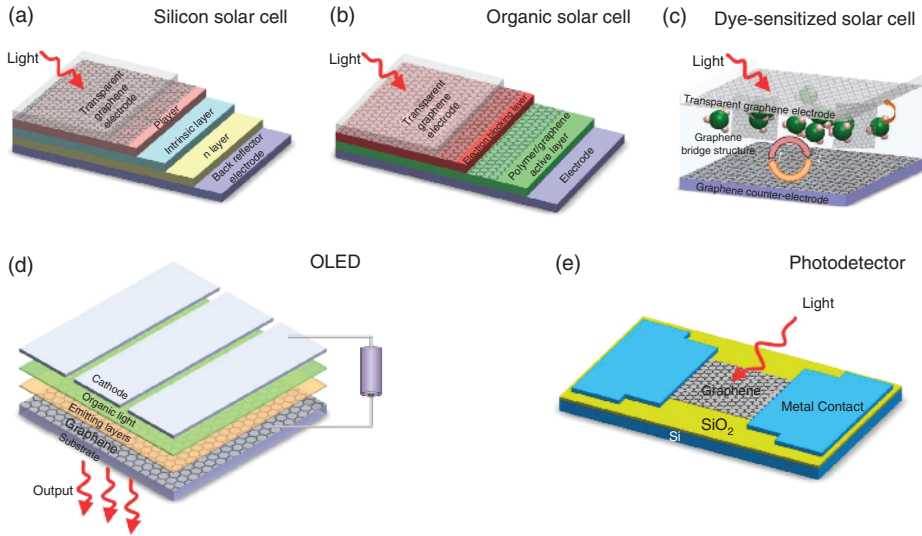 (a)
Silicon solar cell
Light
Transparent
graphene
electrode
Player
Intrinsic layer
n layer
Back reflector
electrode
(b)
Organic solar cell
Light
Transparent
graphene
electrode
Electron-blocking layer
Polymer/graphene
active layer
Electrode
(c)
Dye-sensitized solar cell
Light
Transparent graphene electrode
Graphene
bridge structure
Graphene counter-electrode
(d)
OLED
Cathode
Organic light
Emitting layers
Graphene
Substrate
Output
(e)
Photodetector
Light
Graphene
Metal Contact
SiO₂
Si